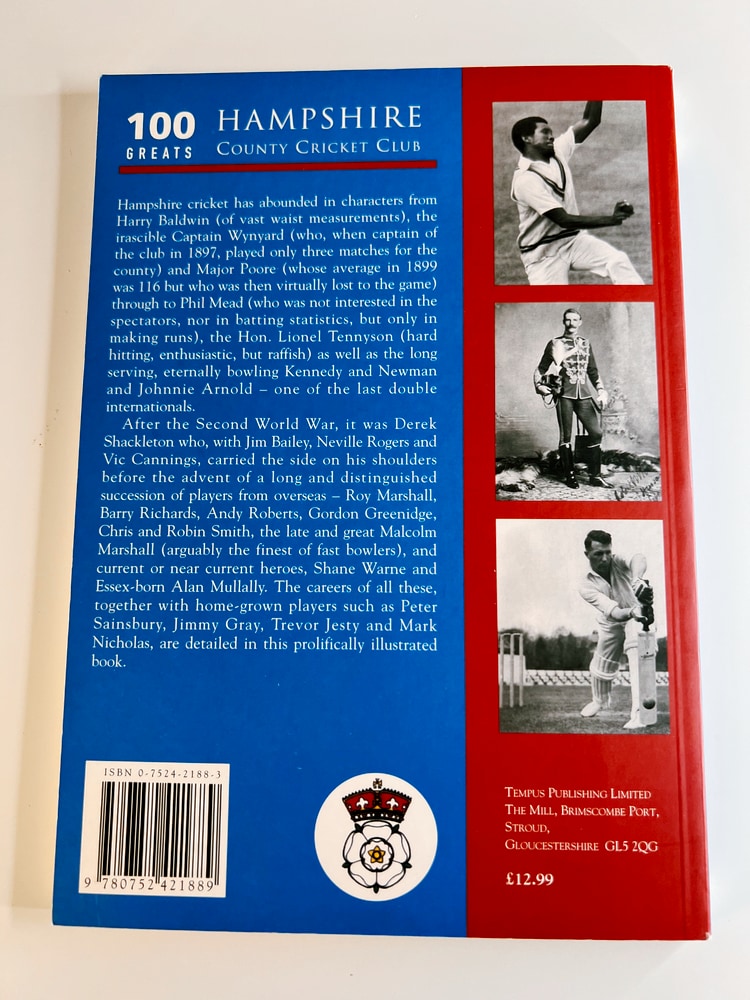 100
GREATS
HAMPSHIRE
COUNTY CRICKET CLUB
Hampshire cricket has abounded in characters from
Harry Baldwin (of vast waist measurements), the
irascible Captain Wynyard (who, when captain of
the club in 1897, played only three matches for the
county) and Major Poore (whose average in 1899
was 116 but who was then virtually lost to the game)
through to Phil Mead (who was not interested in the
spectators, nor in batting statistics, but only in
making runs), the Hon. Lionel Tennyson (hard
hitting, enthusiastic, but raffish) as well as the long
serving, eternally bowling Kennedy and Newman
and Johnnie Arnold – one of the last double
internationals.
After the Second World War, it was Derek
Shackleton who, with Jim Bailey, Neville Rogers and
Vic Cannings, carried the side on his shoulders
before the advent of a long and distinguished
succession of players from overseas – Roy Marshall,
Barry Richards, Andy Roberts, Gordon Greenidge,
Chris and Robin Smith, the late and great Malcolm
Marshall (arguably the finest of fast bowlers), and
current or near current heroes, Shane Warne and
Essex-born Alan Mullally. The careers of all these,
together with home-grown players such as Peter
Sainsbury, Jimmy Gray, Trevor Jesty and Mark
Nicholas, are detailed in this prolifically illustrated
book.
ISBN 0-7524-2188-3
9 780752 421889
TEMPUS PUBLISHING LIMITED
THE MILL, BRIMSCOMBE PORT,
STROUD,
GLOUCESTERSHIRE GL5 2QG
£12.99